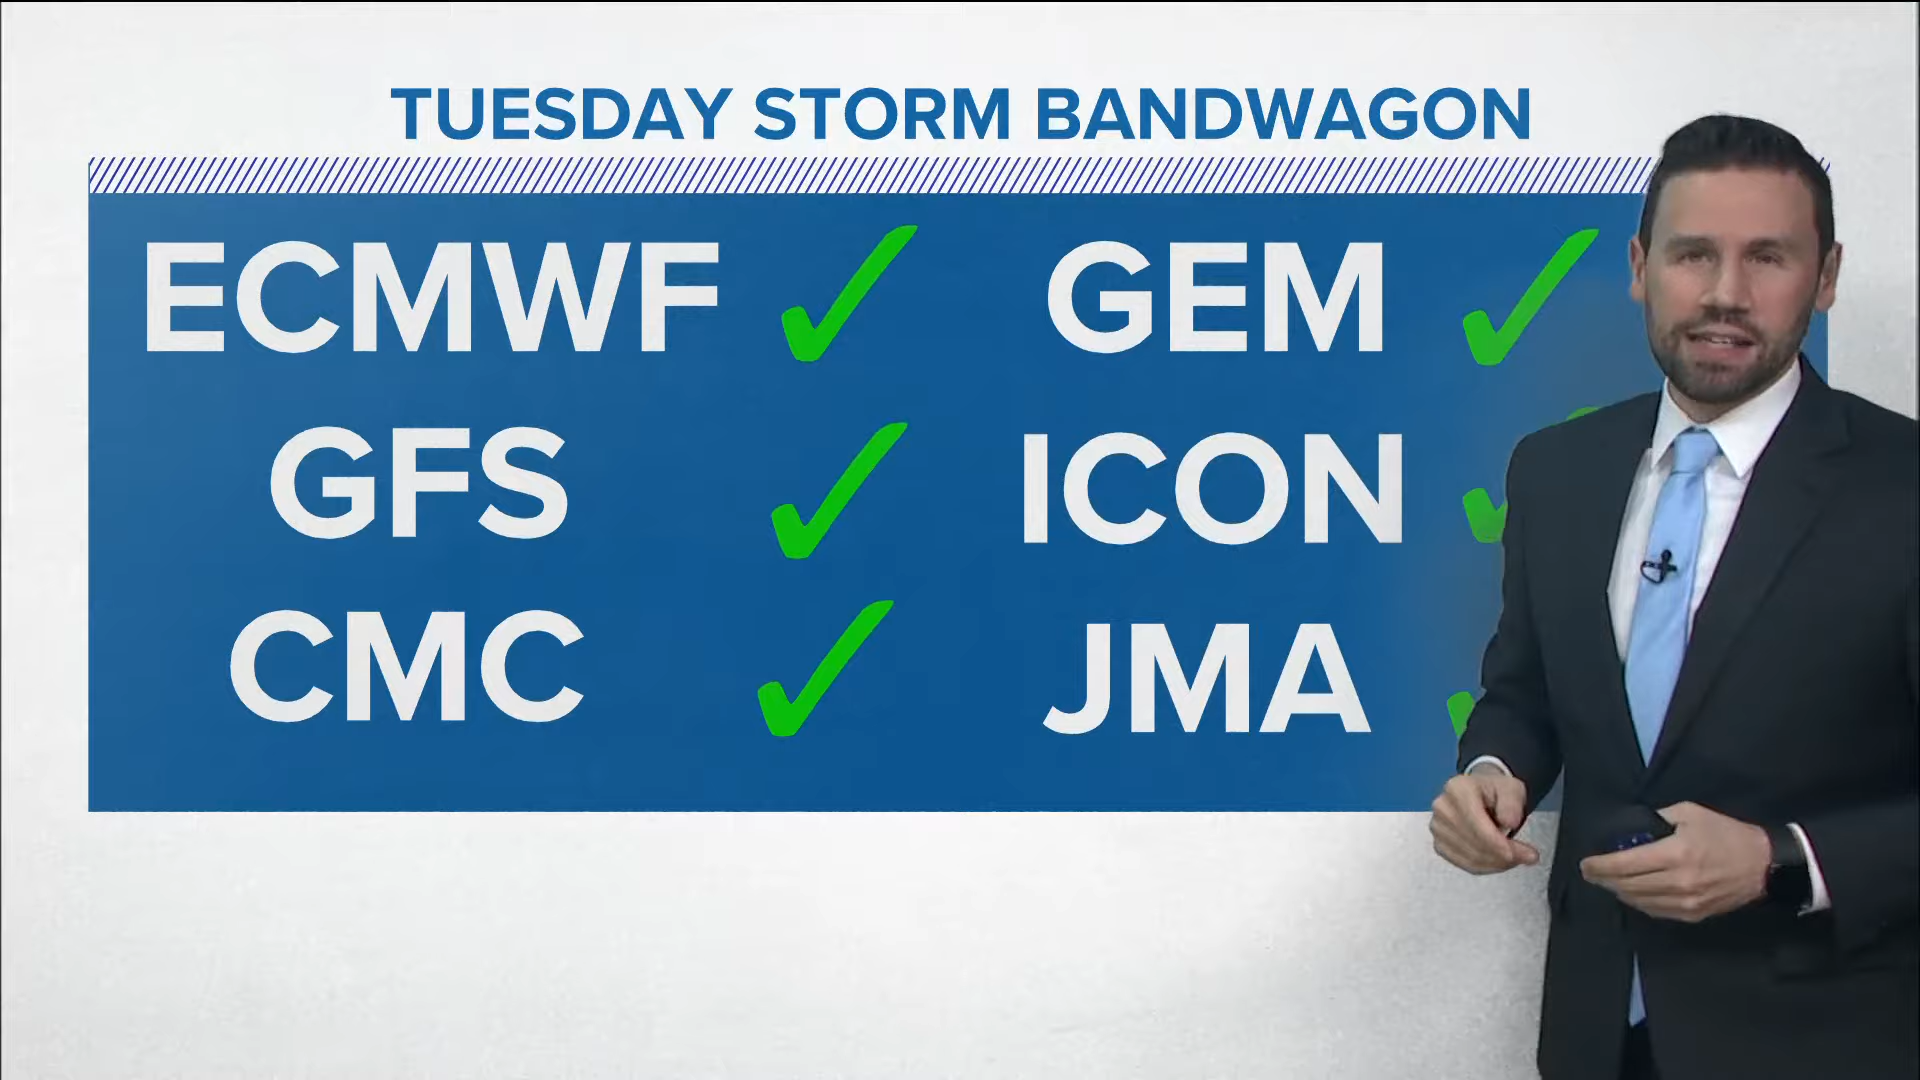 TUESDAY STORM BANDWAGON
ECMWF
GEM
GFS
ICON
CMC
JMA